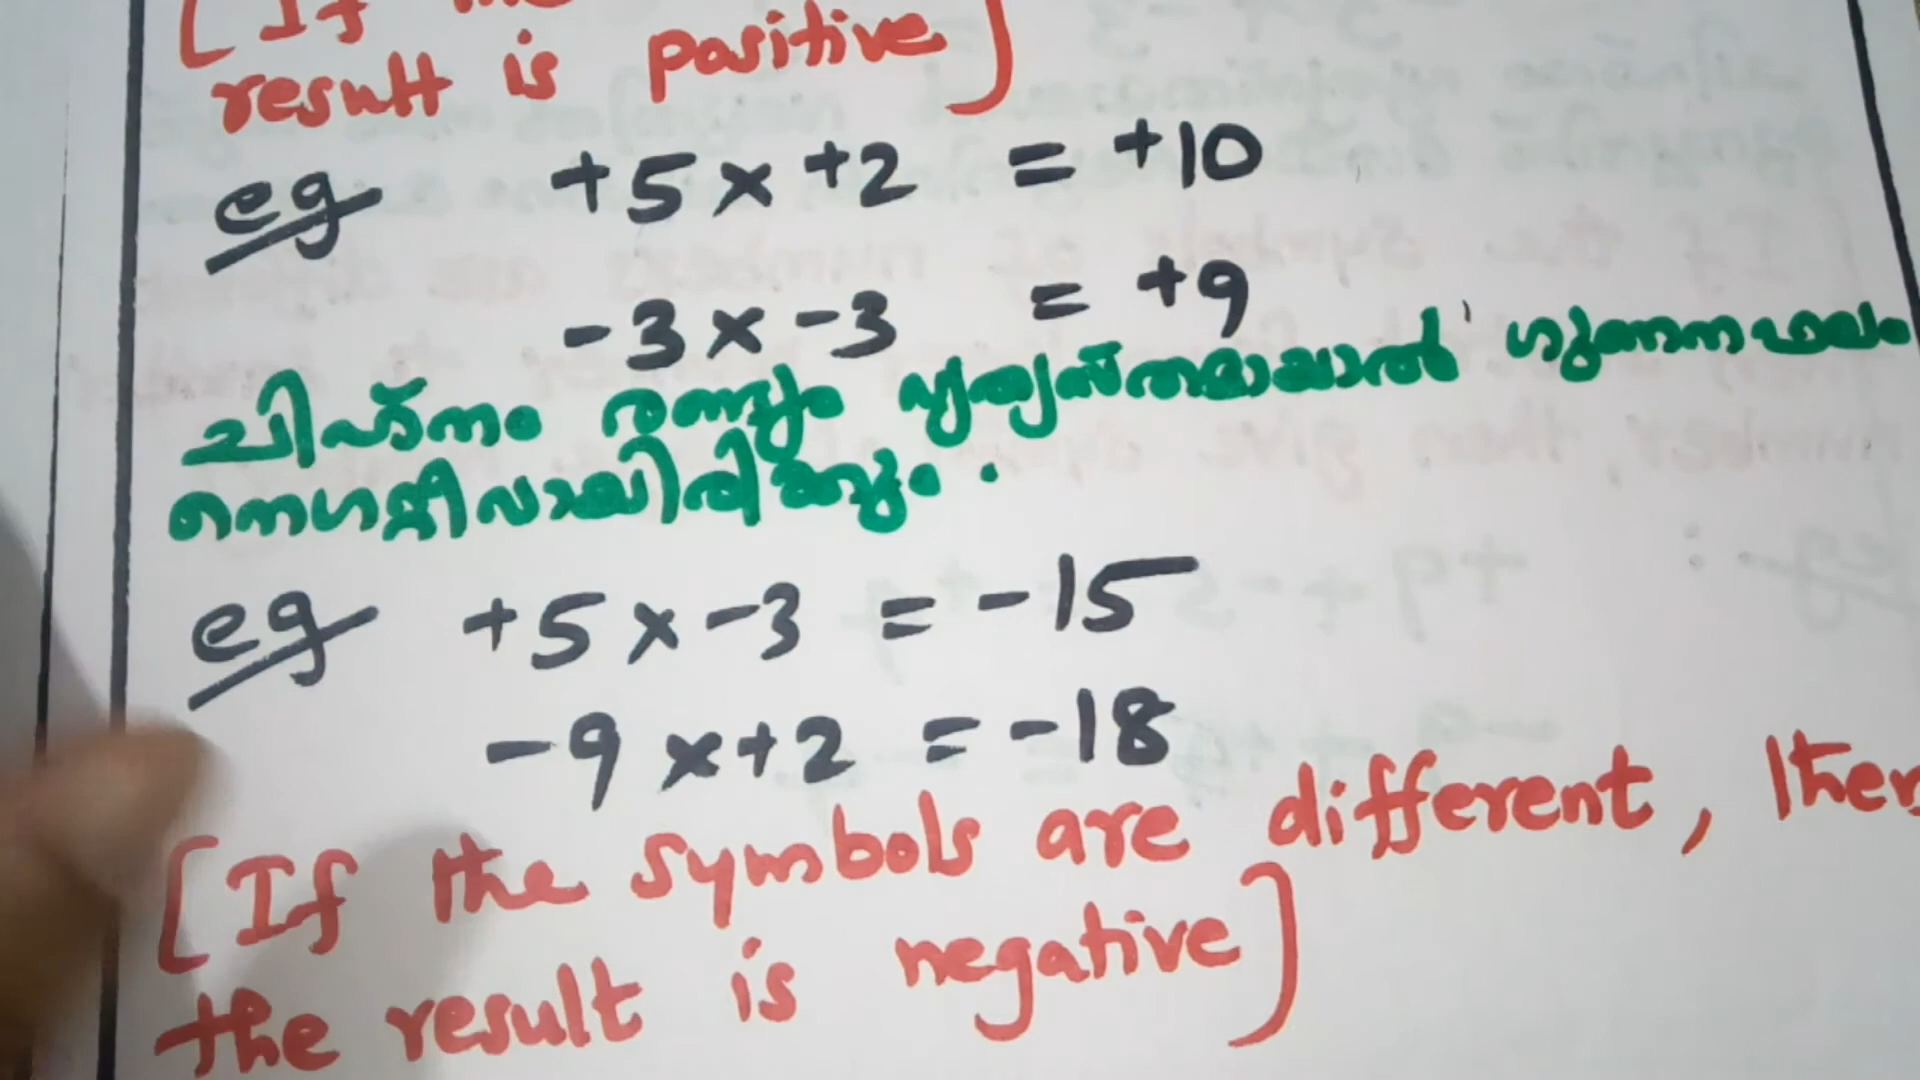 [If
result is positive]
eg +5 x +2 = +10
-3 x -3 = +9
ചിഹ്നം രണ്ടും വ്യത്യസ്തമായാൽ ഗുണനഫലം
നെഗറ്റീവായിരിക്കും.
eg +5 x -3 = -15
-9 x +2 = -18
[If the symbols are different, then
the result is negative]